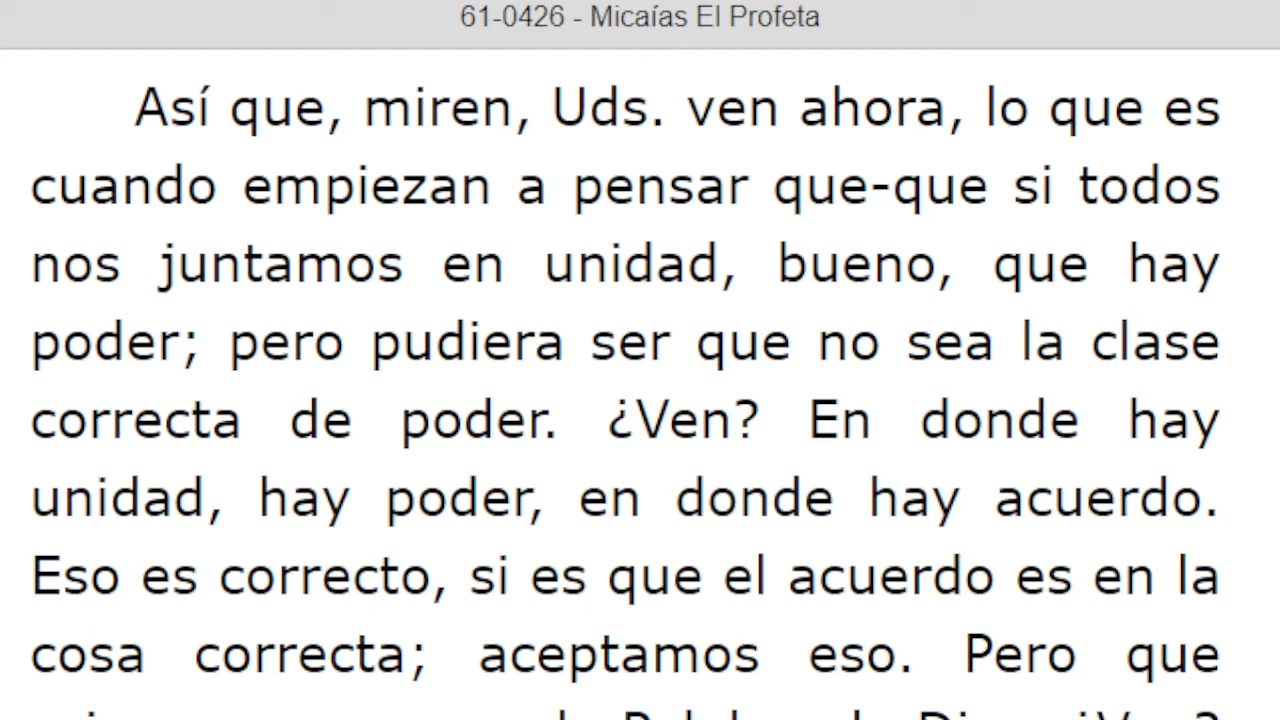 61-0426 - Micaías El Profeta
Así que, miren, Uds. ven ahora, lo que es
cuando empiezan a pensar que-que si todos
nos juntamos en unidad, bueno, que hay
poder; pero pudiera ser que no sea la clase
correcta de poder. ¿Ven? En donde hay
unidad, hay poder, en donde hay acuerdo.
Eso es correcto, si es que el acuerdo es en la
cosa correcta; aceptamos eso. Pero que